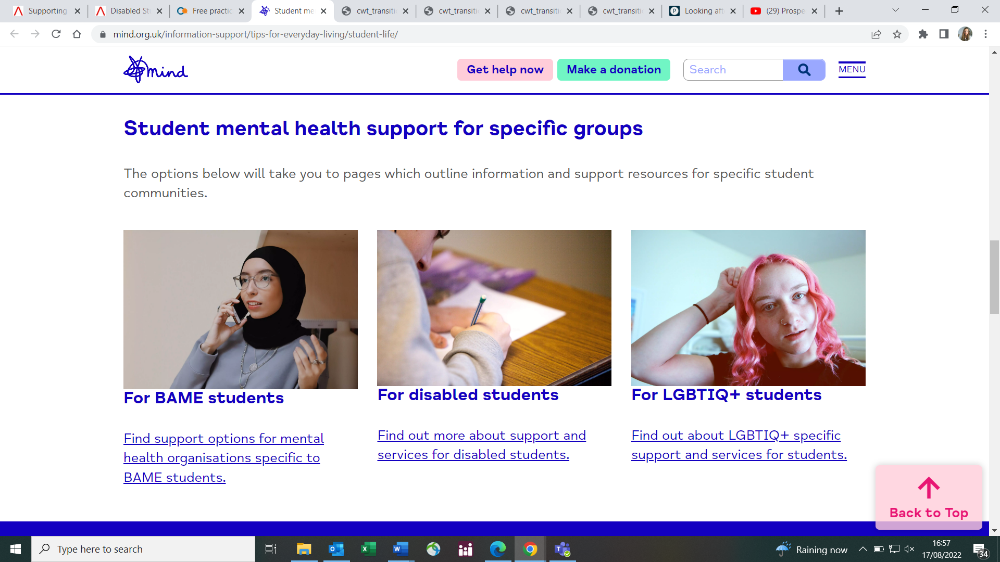 Supporting
Disabled St
Free practic
Student me
cwt_transiti
cwt_transiti
cwt_transiti
cwt_transiti
Looking aft
(29) Prospe
mind.org.uk/information-support/tips-for-everyday-living/student-life/
mind
Get help now
Make a donation
Search
MENU
Student mental health support for specific groups
The options below will take you to pages which outline information and support resources for specific student
communities.
For BAME students
Find support options for mental
health organisations specific to
BAME students.
For disabled students
Find out more about support and
services for disabled students.
For LGBTIQ+ students
Find out about LGBTIQ+ specific
support and services for students.
Back to Top
Type here to search
Raining now
16:57
17/08/2022
34